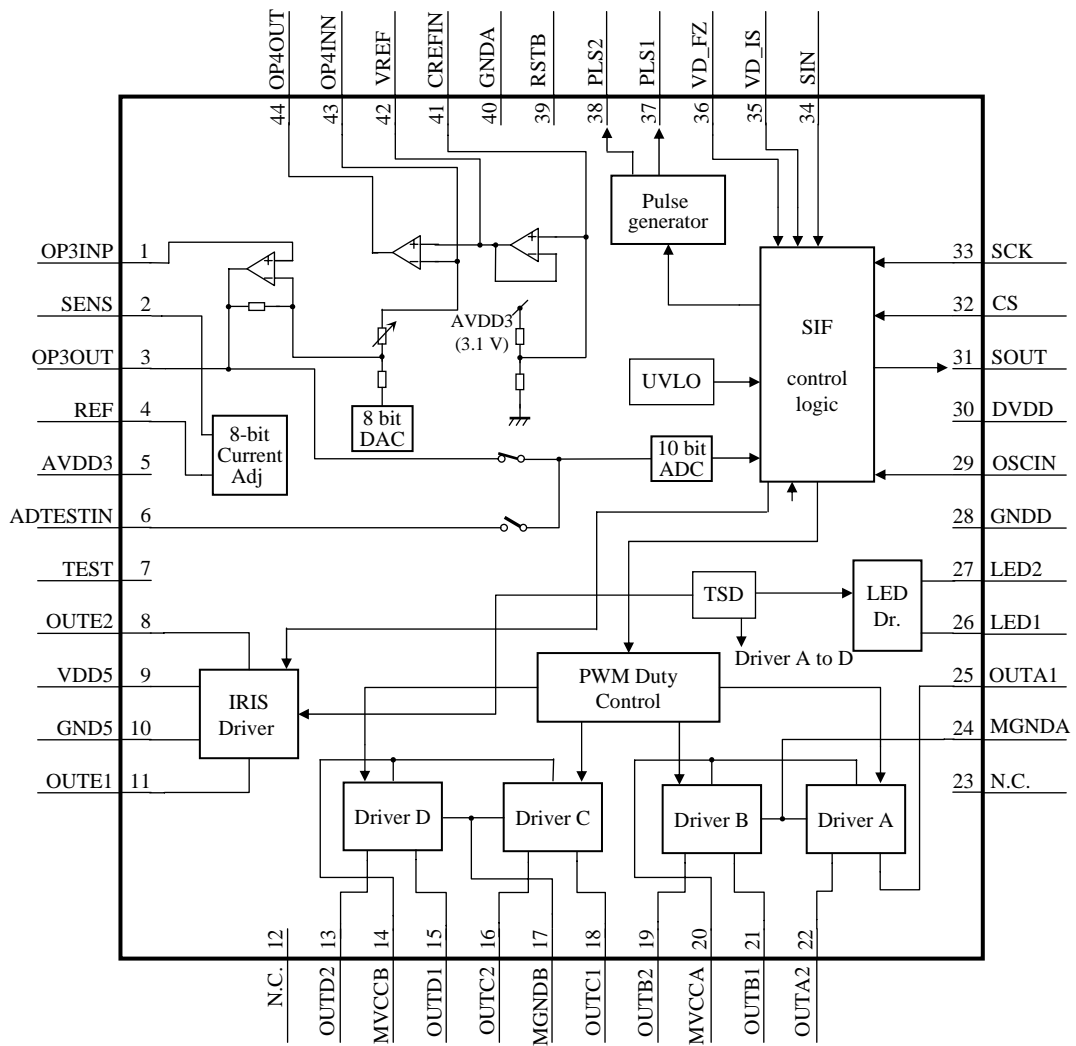 OP4OUT
OP4INN
VREF
CREFIN
GNDA
RSTB
PLS2
PLS1
VD_FZ
VD_IS
SIN
44
43
42
41
40
39
38
37
36
35
34
OP3INP 1
SENS 2
OP3OUT 3
REF 4
AVDD3 5
ADTESTIN 6
TEST 7
OUTE2 8
VDD5 9
GND5 10
OUTE1 11
Pulse
generator
AVDD3
(3.1 V)
8 bit
DAC
8-bit
Current
Adj
UVLO
10 bit
ADC
SIF
control
logic
TSD
LED
Dr.
Driver A to D
PWM Duty
Control
IRIS
Driver
Driver D
Driver C
Driver B
Driver A
33 SCK
32 CS
31 SOUT
30 DVDD
29 OSCIN
28 GNDD
27 LED2
26 LED1
25 OUTA1
24 MGNDA
23 N.C.
12
13
14
15
16
17
18
19
20
21
22
N.C.
OUTD2
MVCCB
OUTD1
OUTC2
MGNDB
OUTC1
OUTB2
MVCCA
OUTB1
OUTA2